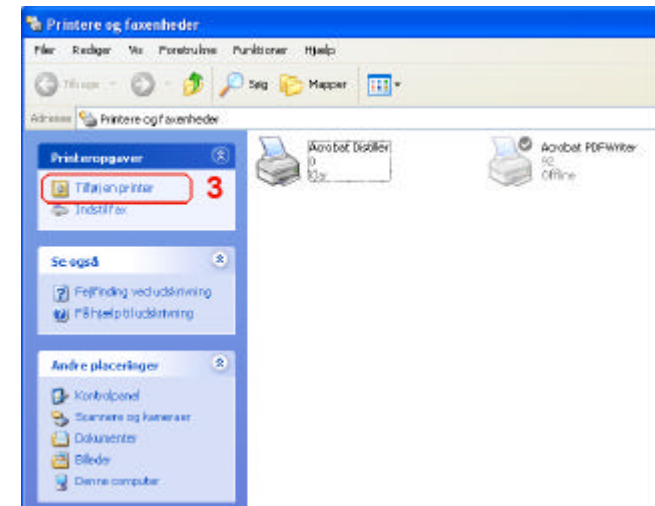 Printere og faxenheder
Filer Rediger Vis Foretrukne Funktioner Hjælp
Tilbage Søg Mapper
Adresse Printere og faxenheder
Printeropgaver
Tilføj en printer 3
Indstil fax
Se også
Fejlfinding ved udskrivning
Få hjælp til udskrivning
Andre placeringer
Kontrolpanel
Scannere og kameraer
Dokumenter
Billeder
Denne computer
Acrobat Distiller
0
Klar
Acrobat PDFWriter
92
Offline